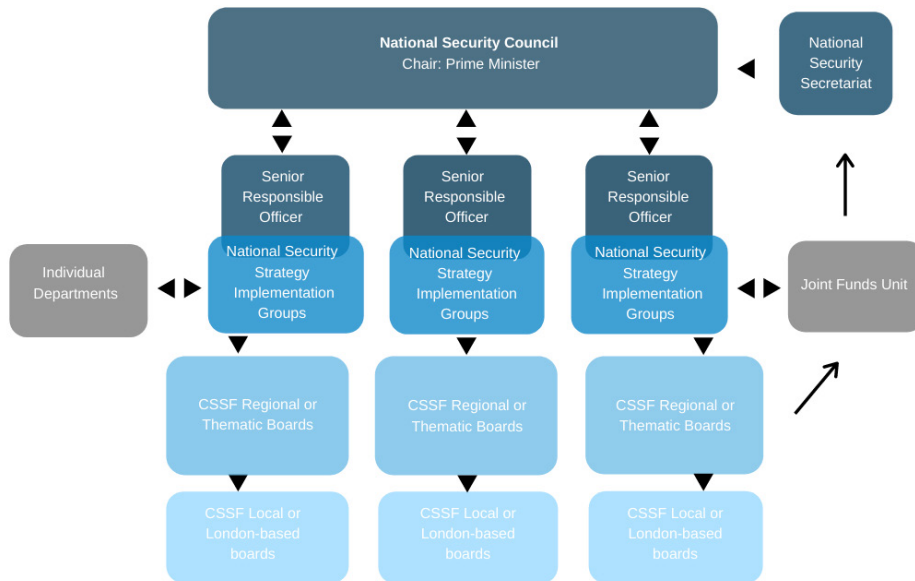 National Security Council
Chair: Prime Minister
National
Security
Secretariat
Senior
Responsible
Officer
Senior
Responsible
Officer
Senior
Responsible
Officer
Individual
Departments
National Security
Strategy
Implementation
Groups
National Security
Strategy
Implementation
Groups
National Security
Strategy
Implementation
Groups
Joint Funds Unit
CSSF Regional or
Thematic Boards
CSSF Regional or
Thematic Boards
CSSF Regional or
Thematic Boards
CSSF Local or
London-based
boards
CSSF Local or
London-based
boards
CSSF Local or
London-based
boards